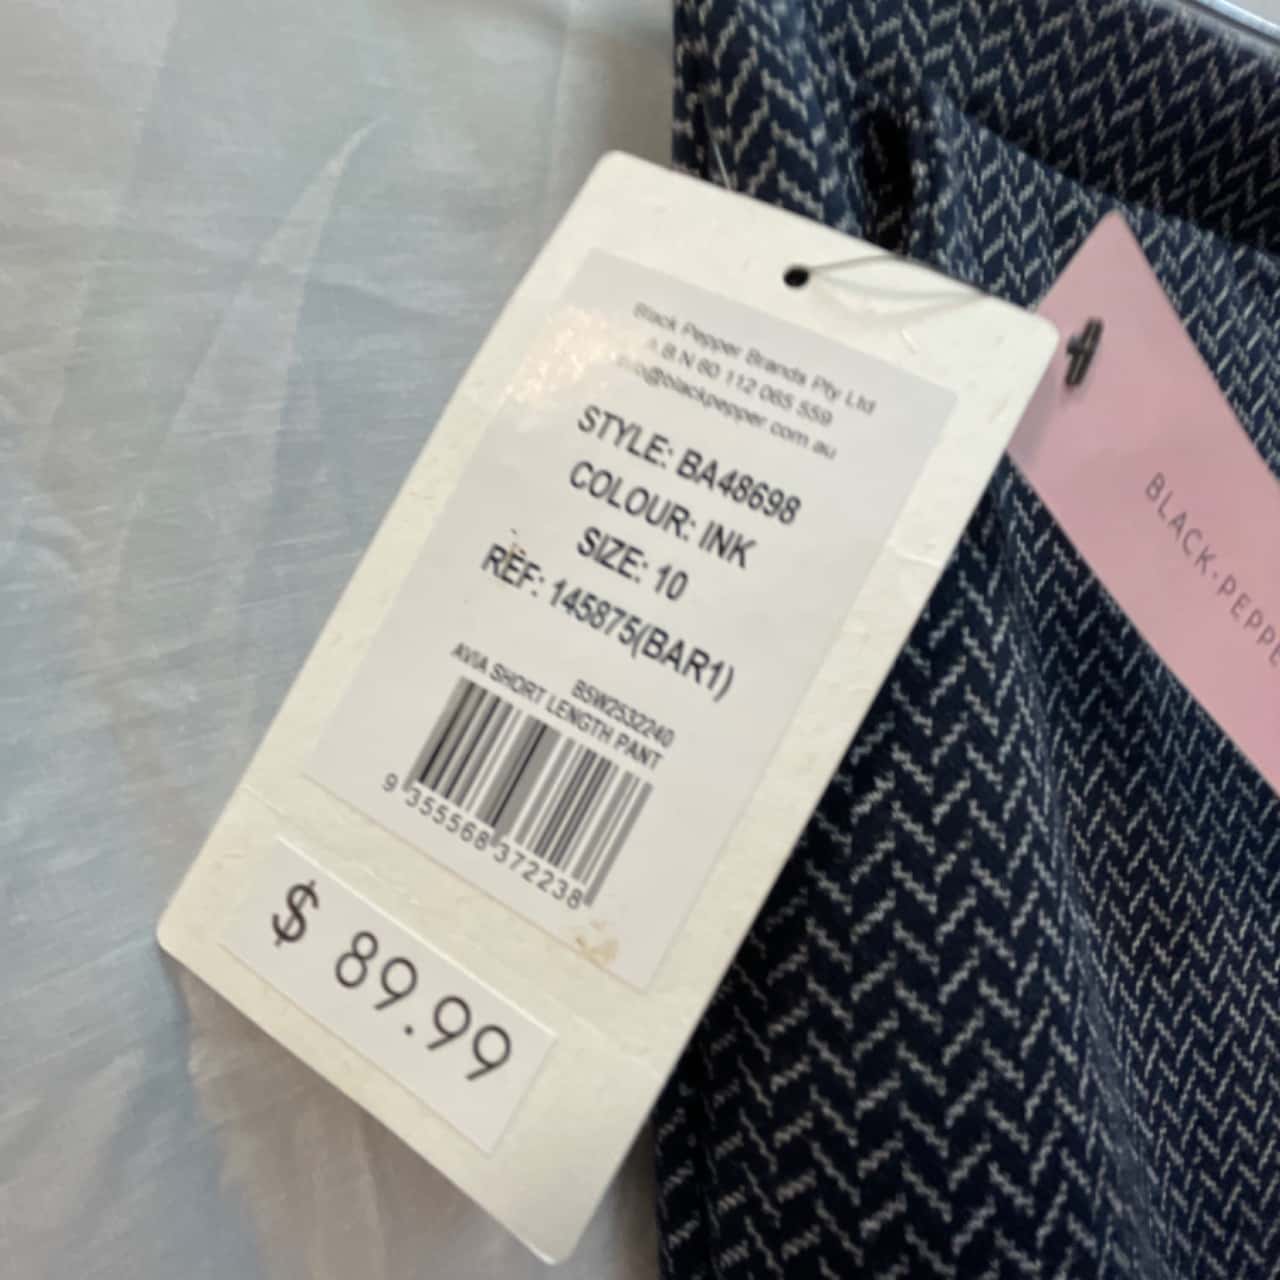 Black Pepper Brands Pty Ltd
A.B.N 60 112 065 559
info@blackpepper.com.au
STYLE: BA48698
COLOUR: INK
SIZE: 10
REF: 145875(BAR1)
BSW2532240
AVIA SHORT LENGTH PANT
9 355568 372238
$ 89.99
BLACK·PEPPE